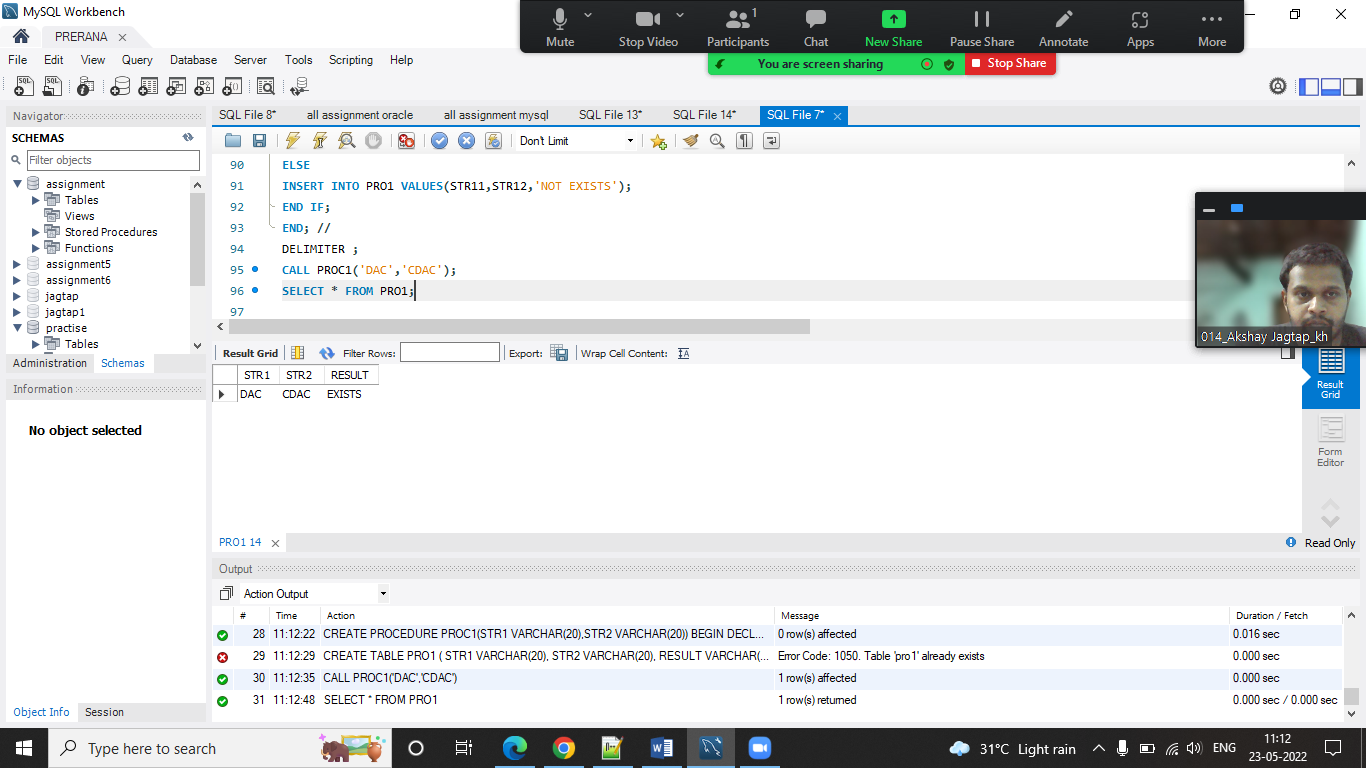 MySQL Workbench
PRERANA
File Edit View Query Database Server Tools Scripting Help
Mute Stop Video 1 Participants Chat New Share Pause Share Annotate Apps More
You are screen sharing Stop Share
Navigator
SCHEMAS
Filter objects
assignment
Tables
Views
Stored Procedures
Functions
assignment5
assignment6
jagtap
jagtap1
practise
Tables
Administration Schemas
Information
No object selected
Object Info Session
SQL File 8* all assignment oracle all assignment mysql SQL File 13* SQL File 14* SQL File 7*
Don't Limit
90 ELSE
91 INSERT INTO PRO1 VALUES(STR11,STR12,'NOT EXISTS');
92 END IF;
93 END; //
94 DELIMITER ;
95 CALL PROC1('DAC','CDAC');
96 SELECT * FROM PRO1;
97
014_Akshay Jagtap_kh
Result Grid Filter Rows: Export: Wrap Cell Content:
STR1 STR2 RESULT
DAC CDAC EXISTS
Result
Grid
Form
Editor
PRO1 14
Read Only
Output
Action Output
# Time Action Message Duration / Fetch
28 11:12:22 CREATE PROCEDURE PROC1(STR1 VARCHAR(20),STR2 VARCHAR(20)) BEGIN DECL... 0 row(s) affected 0.016 sec
29 11:12:29 CREATE TABLE PRO1 ( STR1 VARCHAR(20), STR2 VARCHAR(20), RESULT VARCHAR(... Error Code: 1050. Table 'pro1' already exists 0.000 sec
30 11:12:35 CALL PROC1('DAC','CDAC') 1 row(s) affected 0.000 sec
31 11:12:48 SELECT * FROM PRO1 1 row(s) returned 0.000 sec / 0.000 sec
Type here to search
31°C Light rain
ENG
11:12
23-05-2022